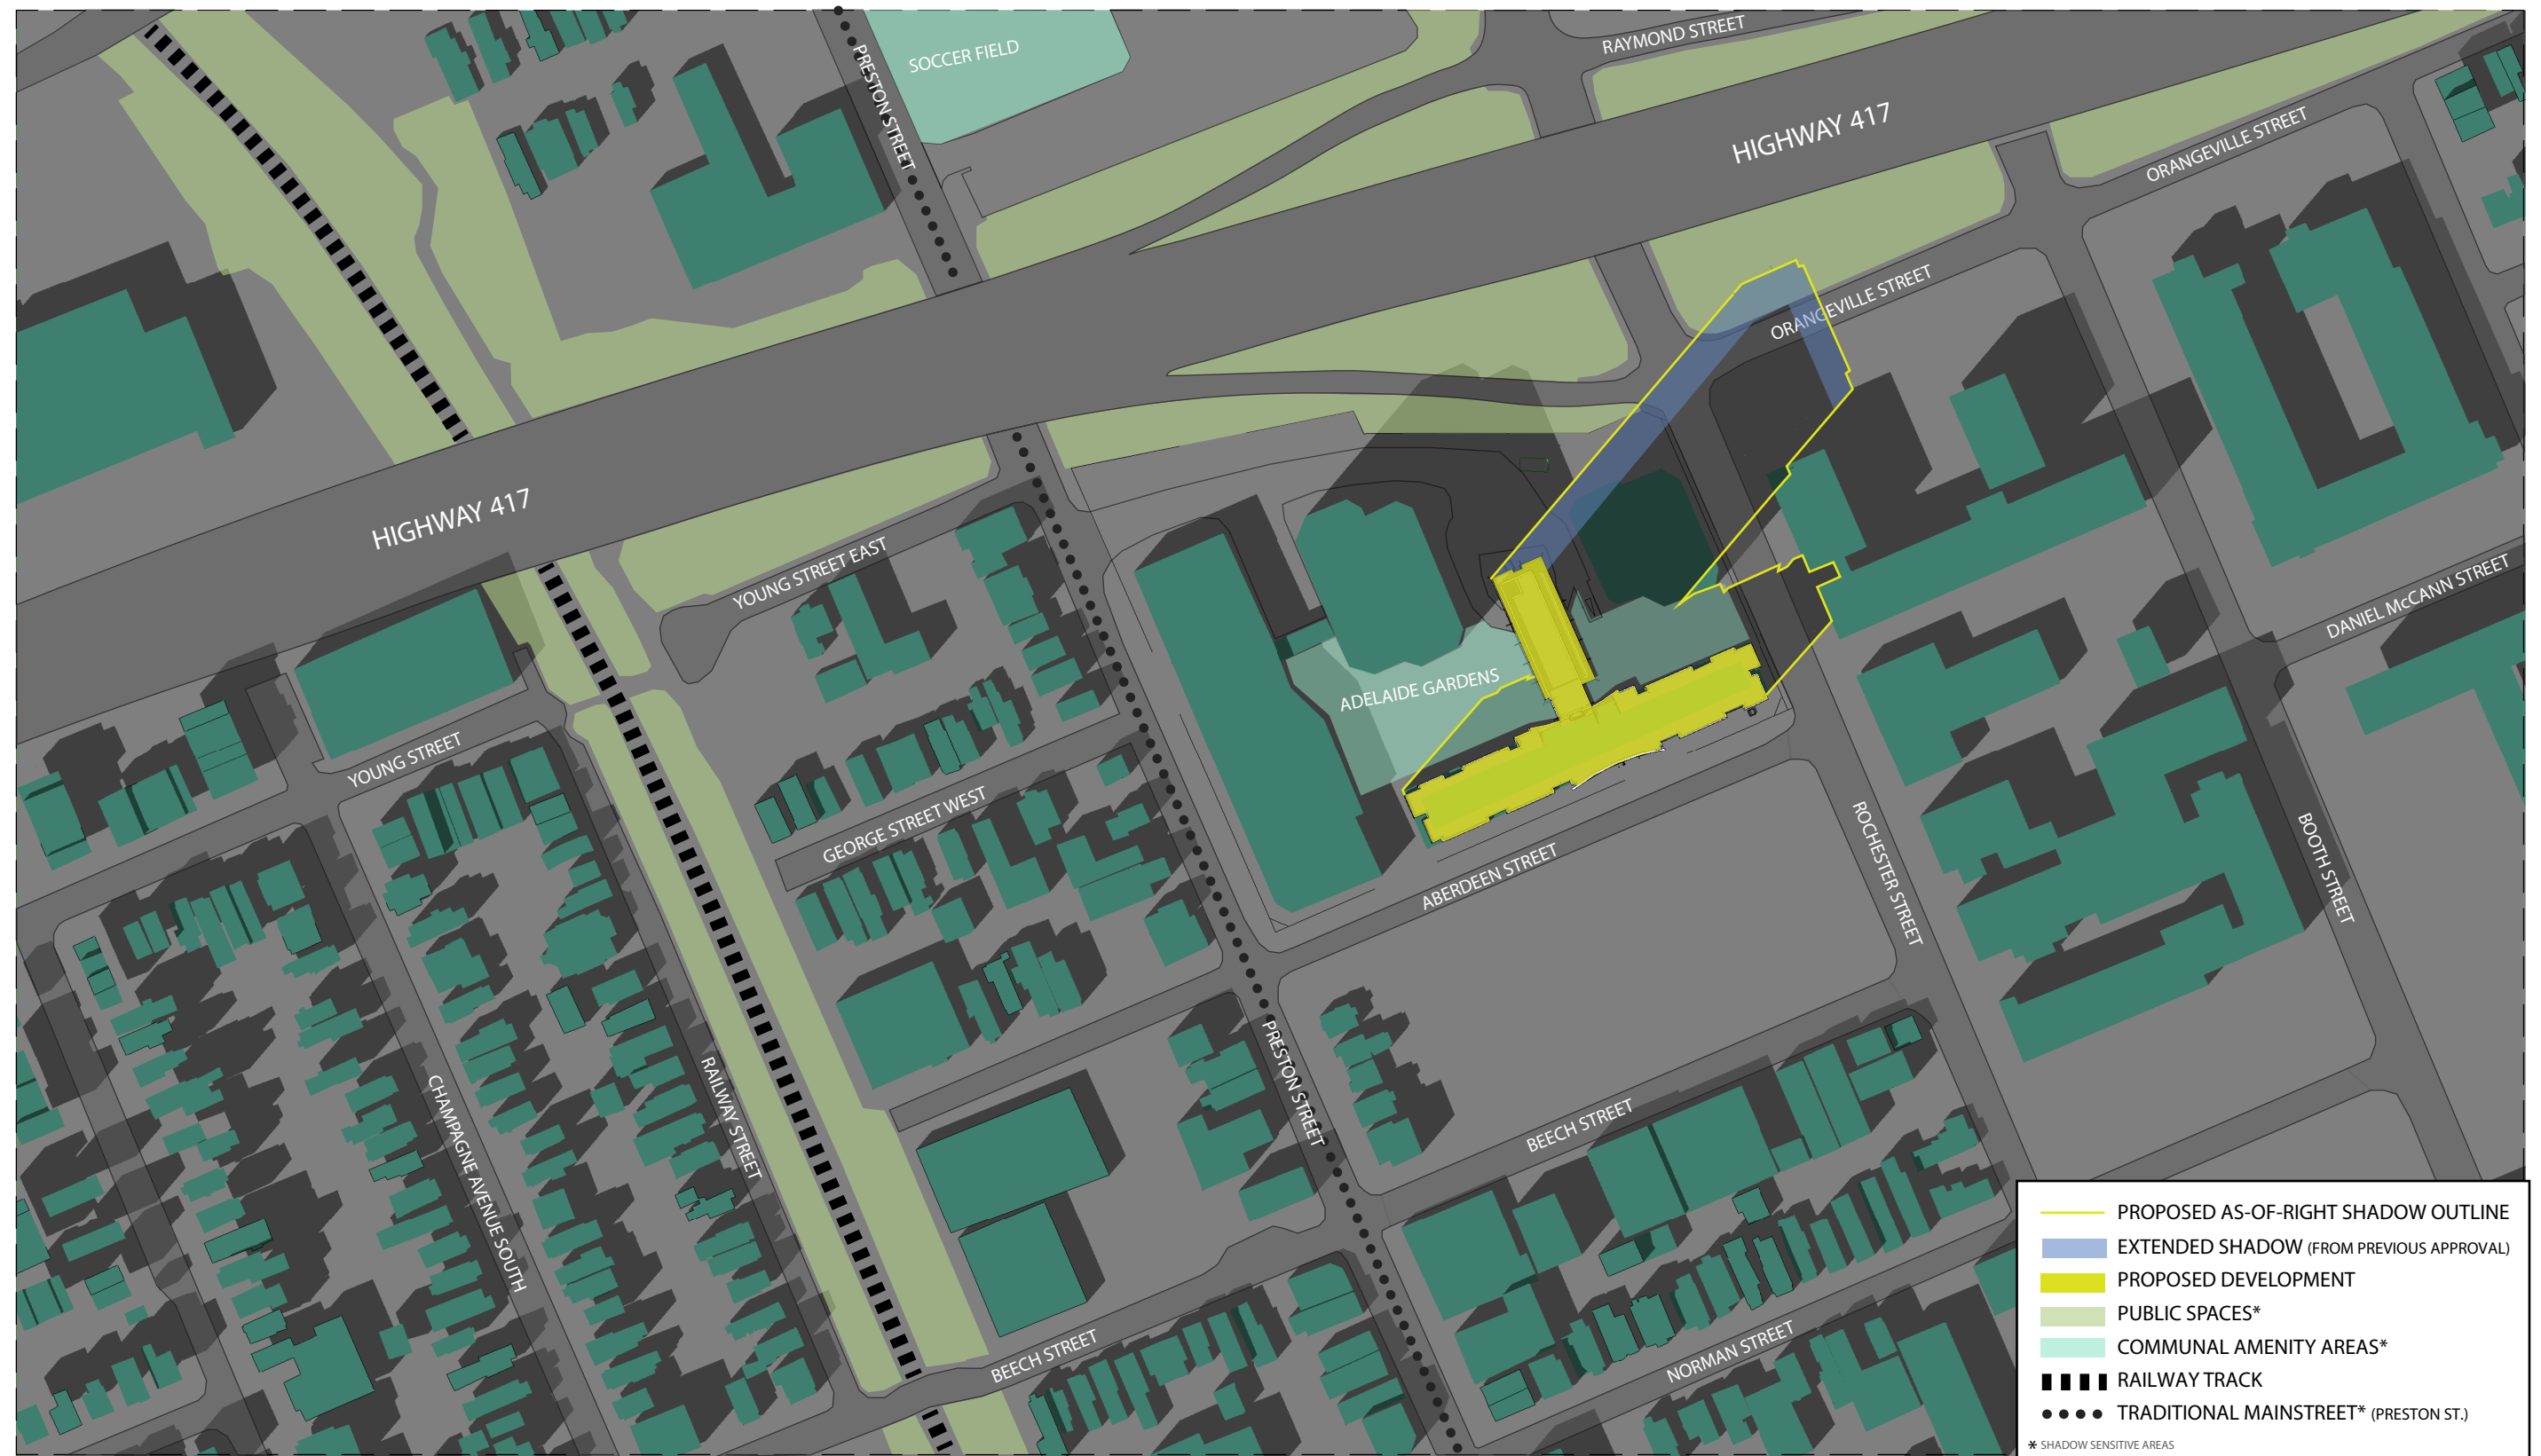 SOCCER FIELD
PRESTON STREET
RAYMOND STREET
HIGHWAY 417
ORANGEVILLE STREET
ORANGEVILLE STREET
HIGHWAY 417
YOUNG STREET EAST
DANIEL McCANN STREET
ADELAIDE GARDENS
YOUNG STREET
GEORGE STREET WEST
ABERDEEN STREET
ROCHESTER STREET
BOOTH STREET
CHAMPAGNE AVENUE SOUTH
RAILWAY STREET
PRESTON STREET
BEECH STREET
BEECH STREET
NORMAN STREET
PROPOSED AS-OF-RIGHT SHADOW OUTLINE
EXTENDED SHADOW (FROM PREVIOUS APPROVAL)
PROPOSED DEVELOPMENT
PUBLIC SPACES*
COMMUNAL AMENITY AREAS*
RAILWAY TRACK
TRADITIONAL MAINSTREET* (PRESTON ST.)
* SHADOW SENSITIVE AREAS